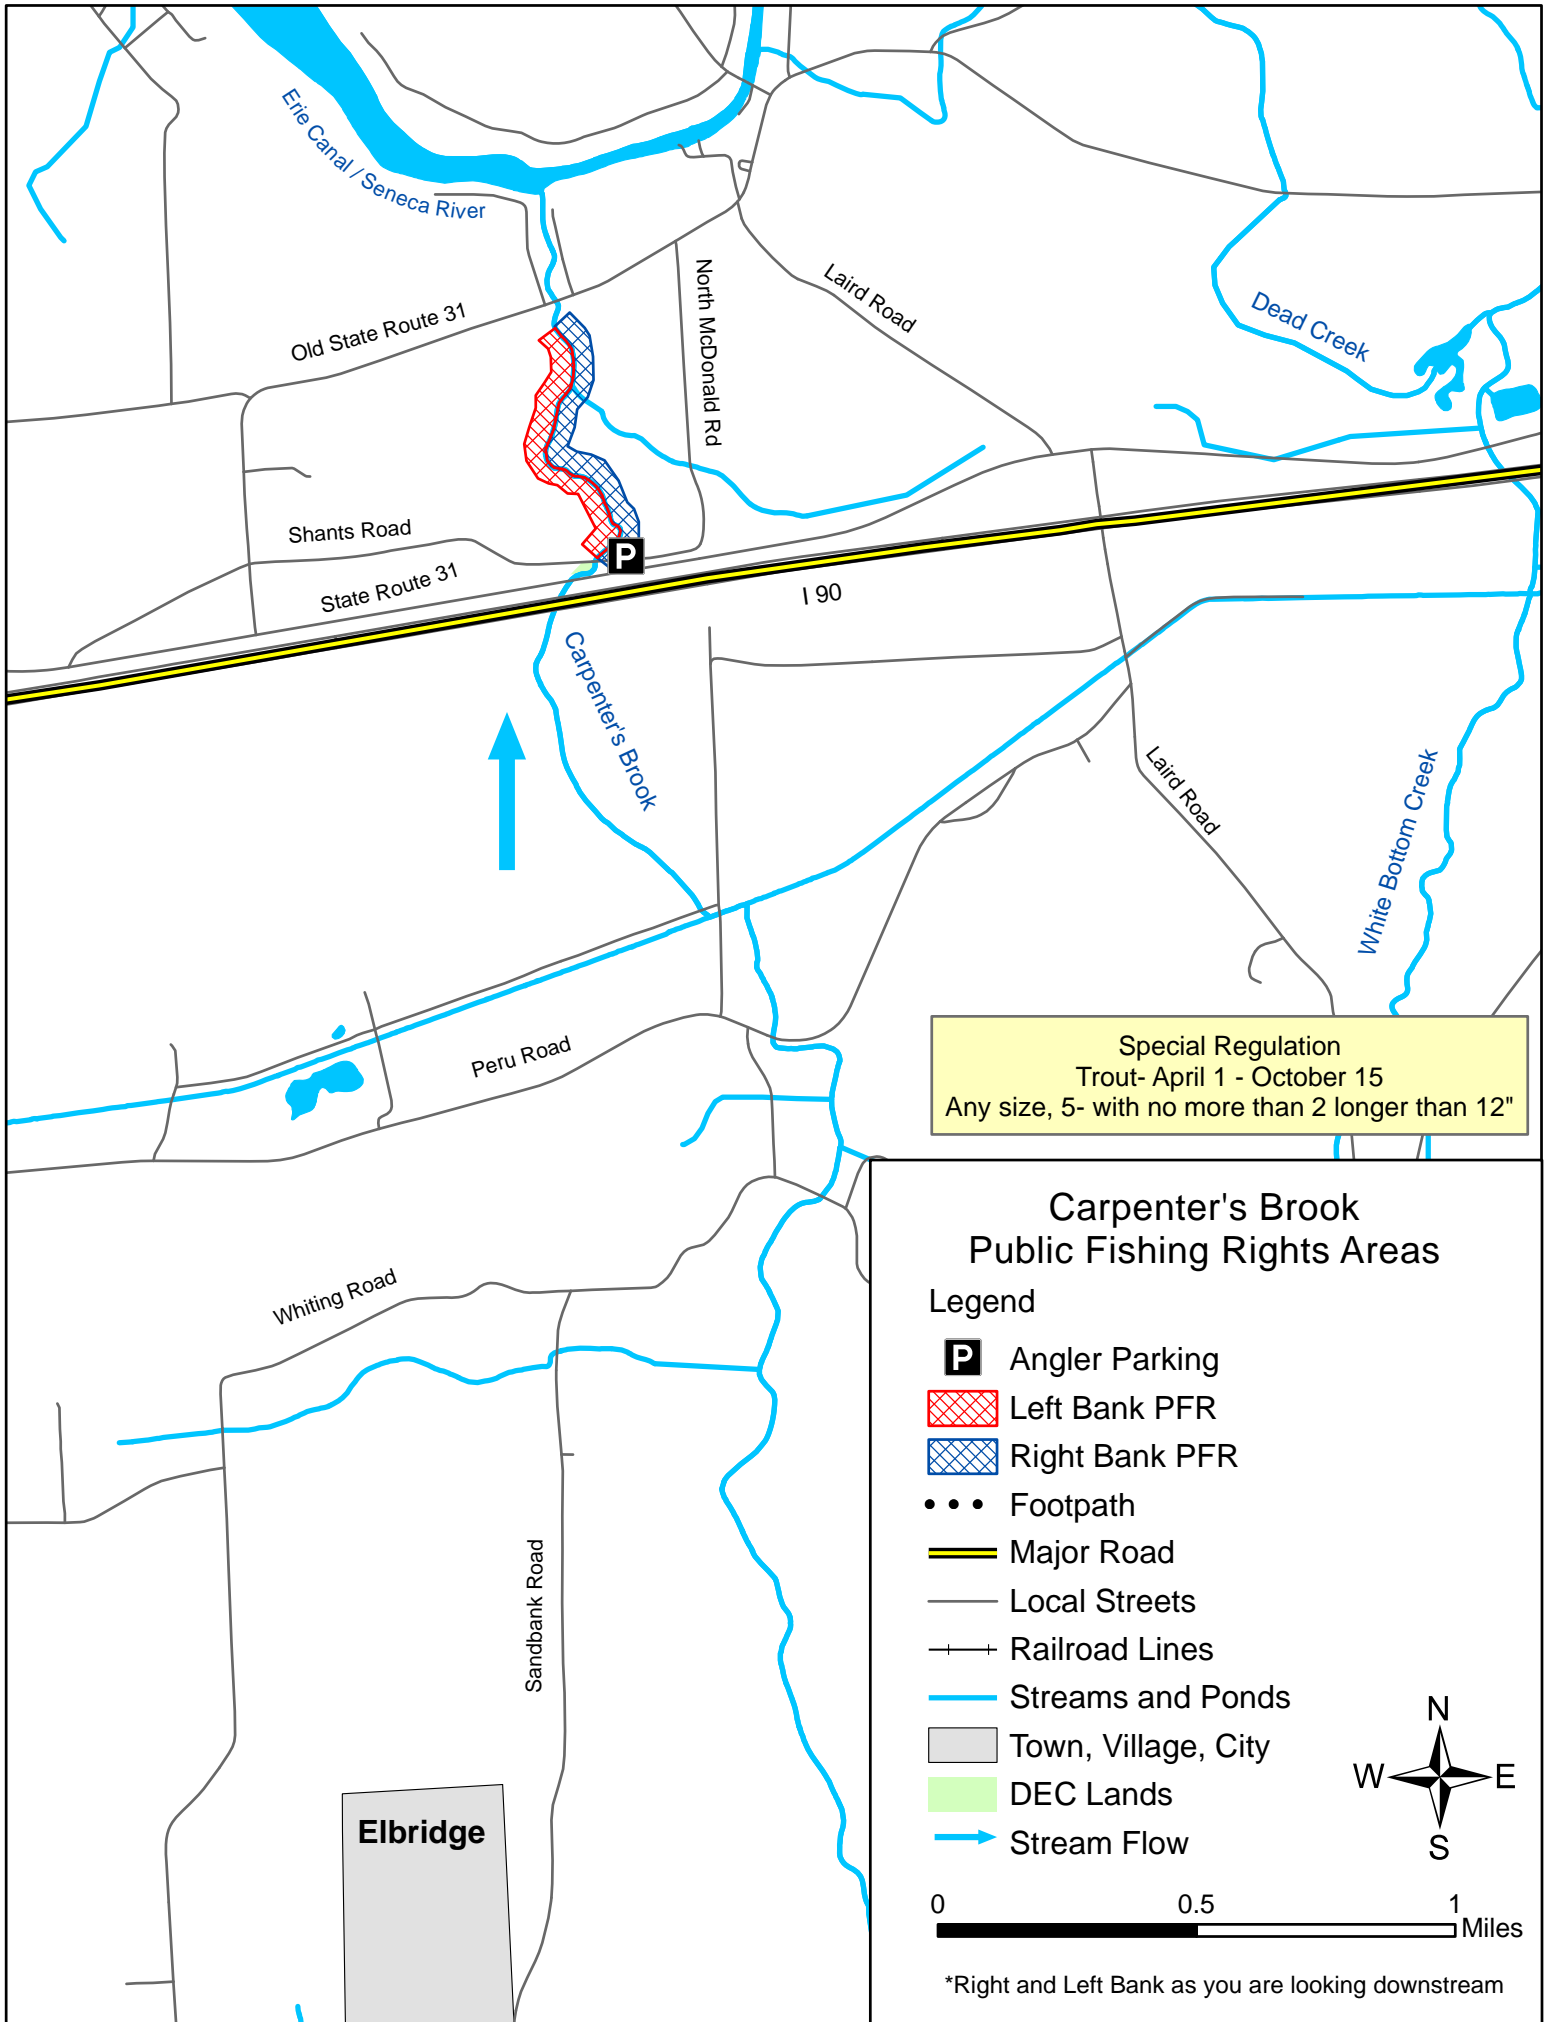 Erie Canal / Seneca River
Old State Route 31
North McDonald Rd
Laird Road
Dead Creek
Shants Road
State Route 31
P
I 90
Carpenter's Brook
Laird Road
White Bottom Creek
Peru Road
Special Regulation
Trout- April 1 - October 15
Any size, 5- with no more than 2 longer than 12"
Whiting Road
Sandbank Road
Elbridge
Carpenter's Brook
Public Fishing Rights Areas
Legend
P Angler Parking
Left Bank PFR
Right Bank PFR
Footpath
Major Road
Local Streets
Railroad Lines
Streams and Ponds
Town, Village, City
DEC Lands
Stream Flow
N
W E
S
0 0.5 1
Miles
*Right and Left Bank as you are looking downstream